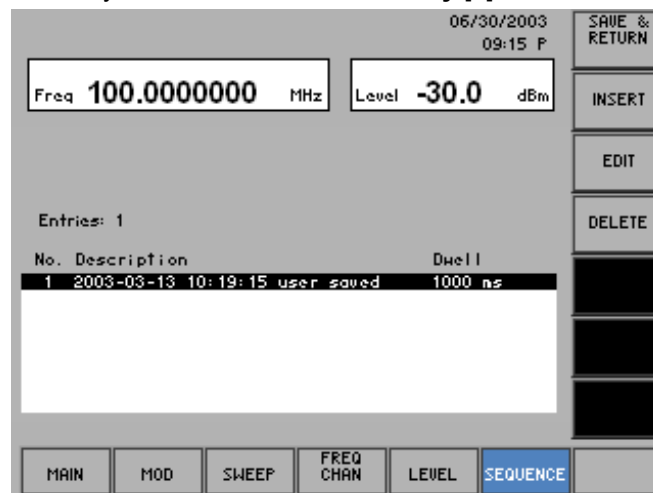 06/30/2003
09:15 P
Freq 100.0000000 MHz
Level -30.0 dBm
Entries: 1
No. Description Dwell
1 2003-03-13 10:19:15 user saved 1000 ms
SAVE &
RETURN
INSERT
EDIT
DELETE
MAIN
MOD
SWEEP
FREQ
CHAN
LEVEL
SEQUENCE